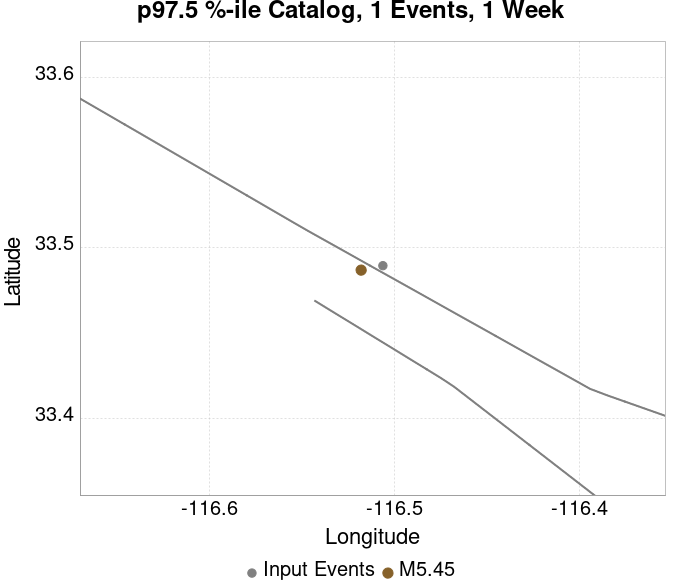 p97.5 %-ile Catalog, 1 Events, 1 Week
33.6
33.5
33.4
Latitude
-116.6 -116.5 -116.4
Longitude
Input Events M5.45